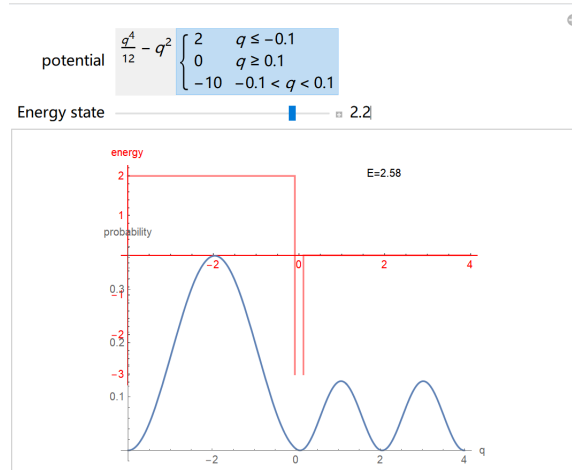 potential q⁴/12 − q² { 2 q ≤ −0.1
0 q ≥ 0.1
−10 −0.1 < q < 0.1
Energy state 2.2
energy
E=2.58
2
1
probability
−2 0 2 4
0.3
−1
−2
0.2
−3
0.1
q
−2 0 2 4